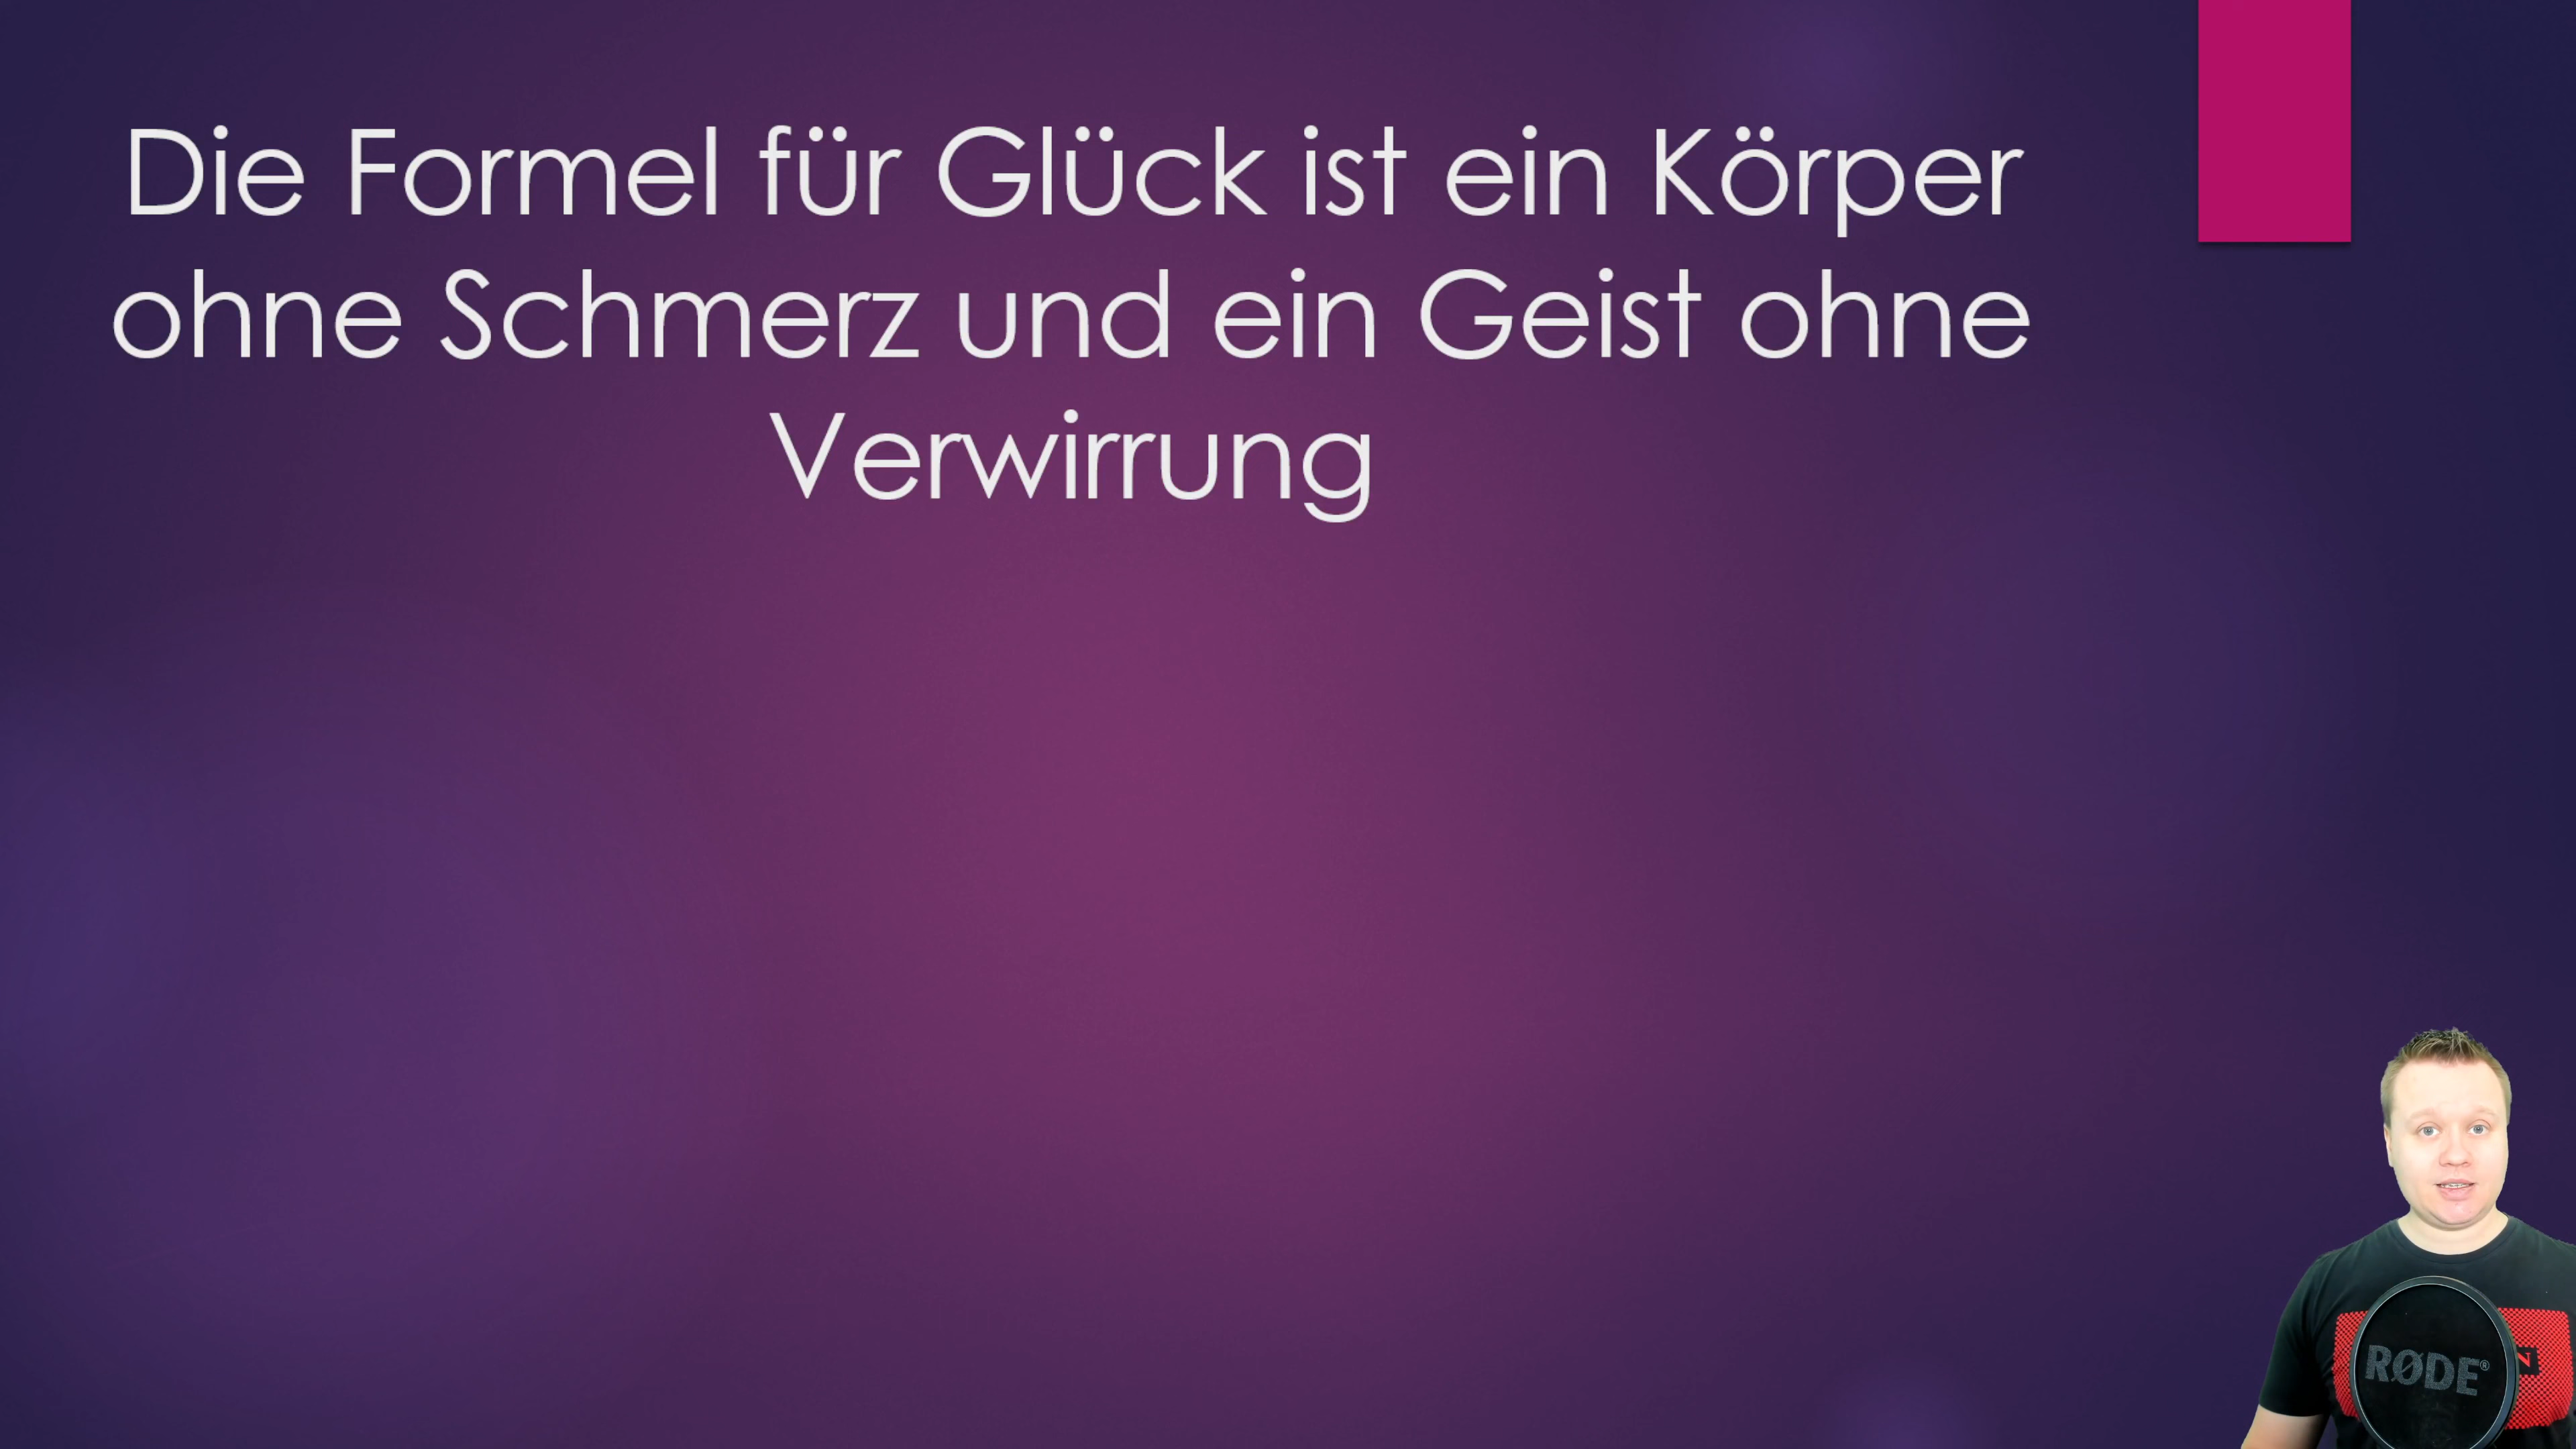 Die Formel für Glück ist ein Körper
ohne Schmerz und ein Geist ohne
Verwirrung
RØDE®
N